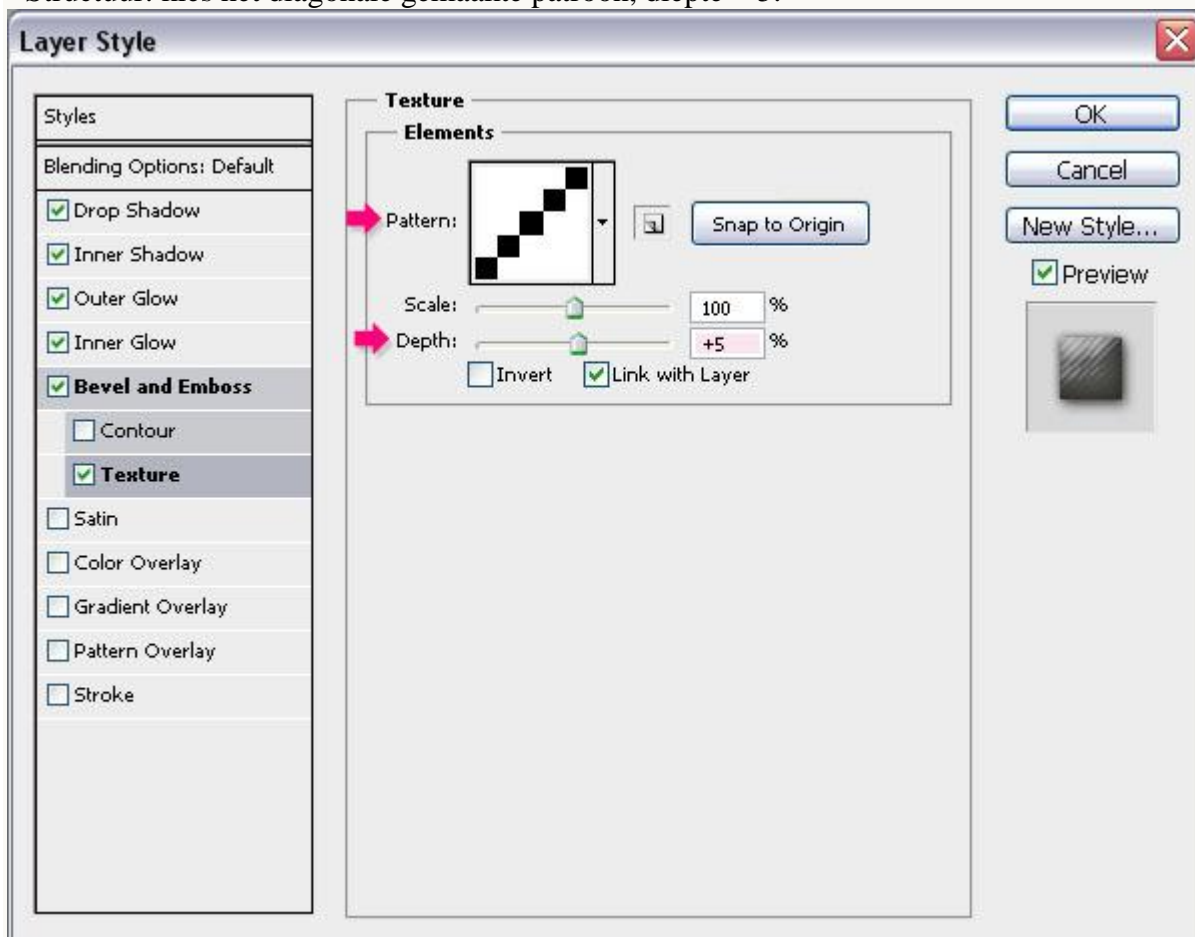 Layer Style
Styles
Blending Options: Default
Drop Shadow
Inner Shadow
Outer Glow
Inner Glow
Bevel and Emboss
Contour
Texture
Satin
Color Overlay
Gradient Overlay
Pattern Overlay
Stroke
Texture
Elements
Pattern:
Snap to Origin
Scale: 100 %
Depth: +5 %
Invert Link with Layer
OK
Cancel
New Style...
Preview